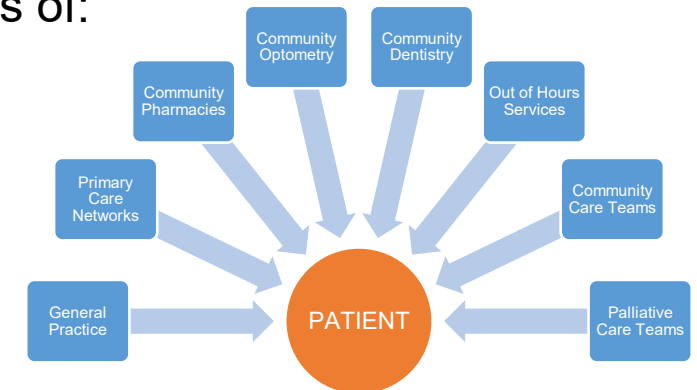 of:
Community
Optometry
Community
Dentistry
Community
Pharmacies
Out of Hours
Services
Primary
Care
Networks
Community
Care Teams
General
Practice
PATIENT
Palliative
Care Teams